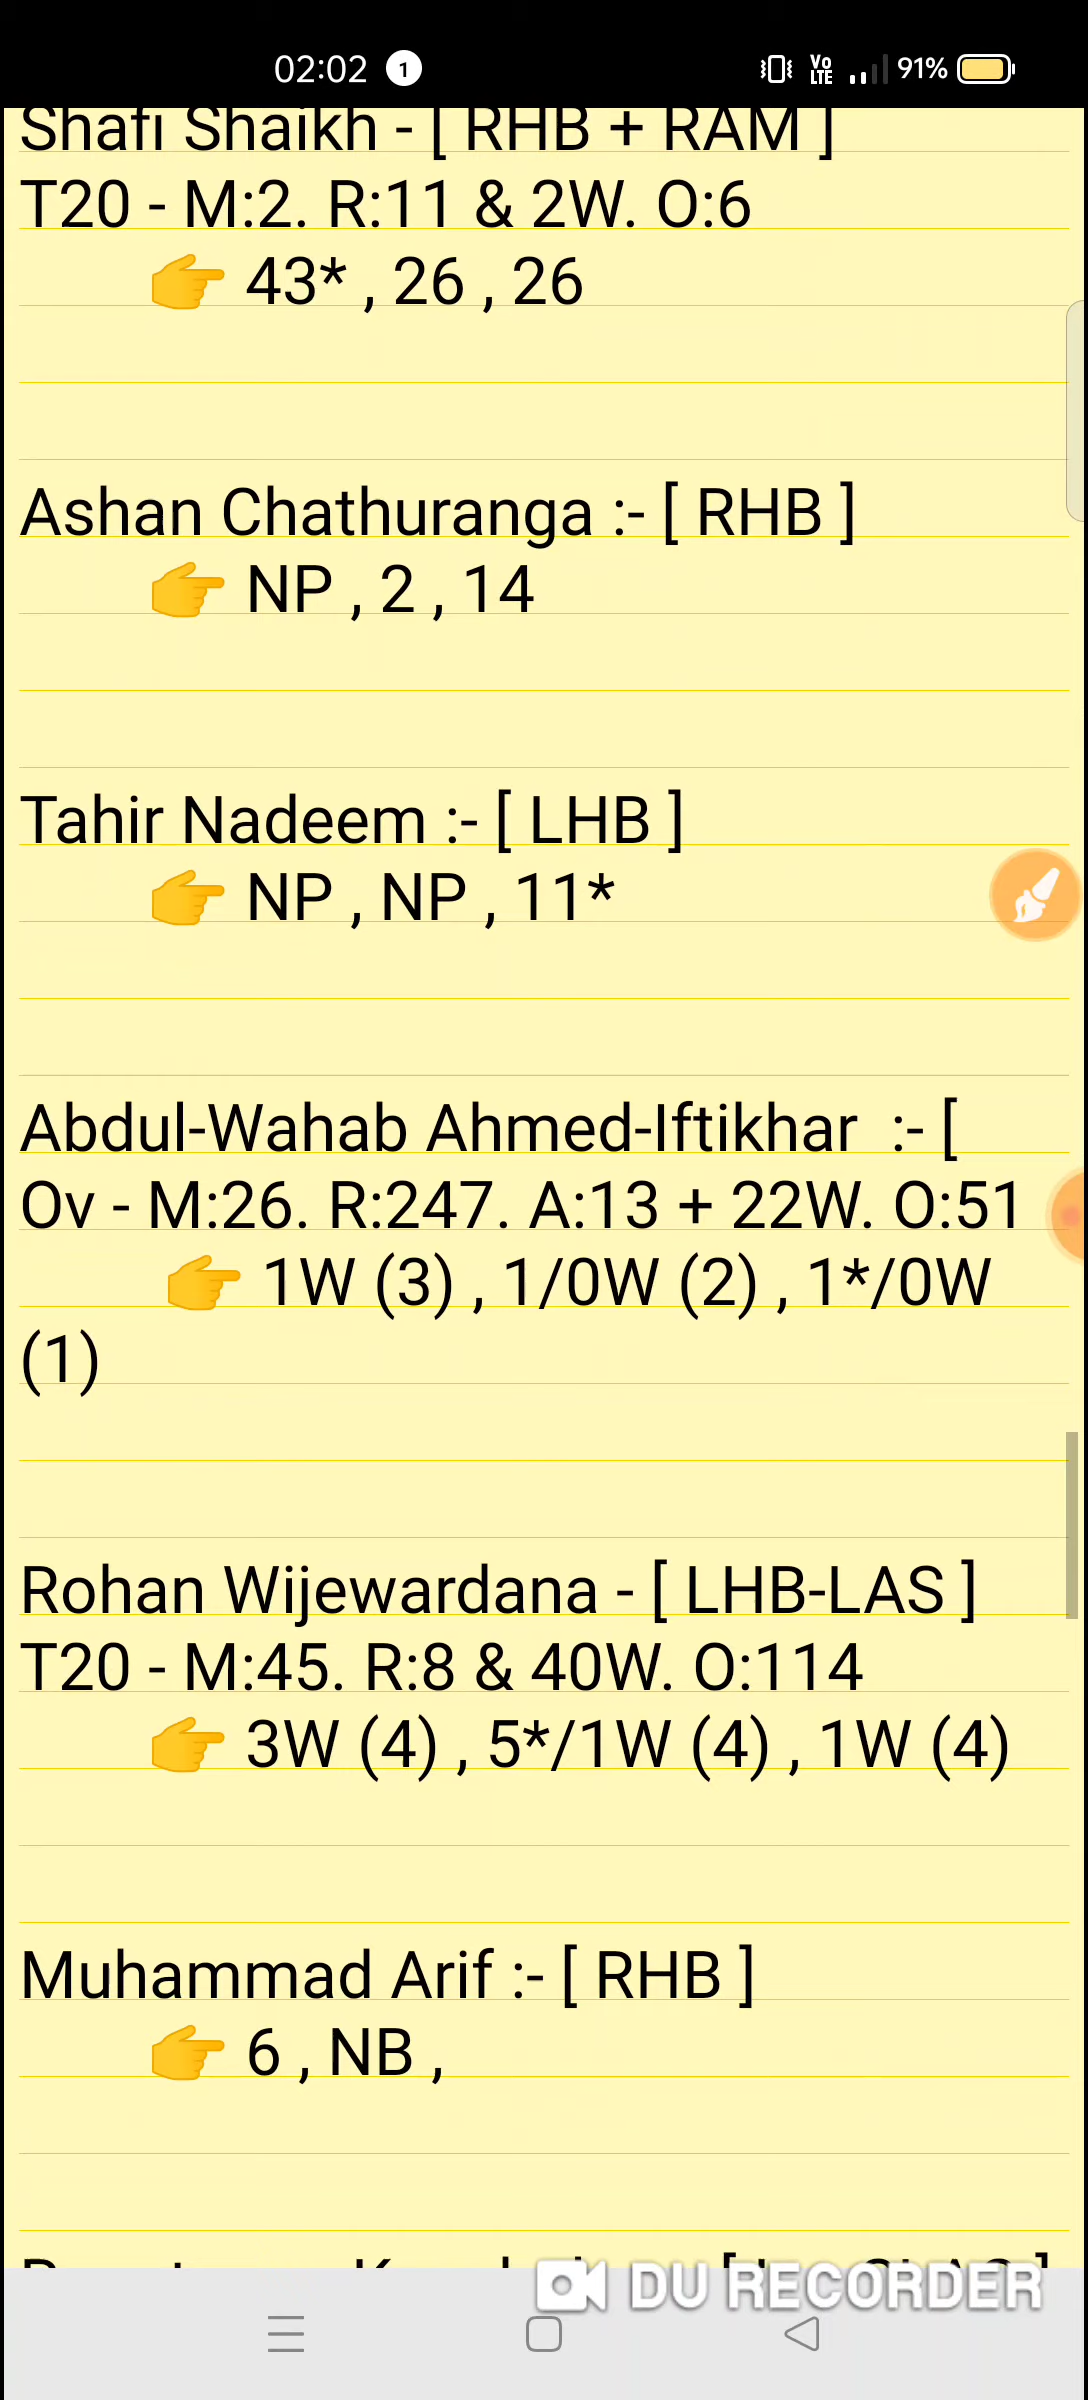 02:02 1 Vo LTE 91%
Shafi Shaikh - [ RHB + RAM ]
T20 - M:2. R:11 & 2W. O:6
👉 43* , 26 , 26
Ashan Chathuranga :- [ RHB ]
👉 NP , 2 , 14
Tahir Nadeem :- [ LHB ]
👉 NP , NP , 11*
Abdul-Wahab Ahmed-Iftikhar :- [
Ov - M:26. R:247. A:13 + 22W. O:51
👉 1W (3) , 1/0W (2) , 1*/0W
(1)
Rohan Wijewardana - [ LHB-LAS ]
T20 - M:45. R:8 & 40W. O:114
👉 3W (4) , 5*/1W (4) , 1W (4)
Muhammad Arif :- [ RHB ]
👉 6 , NB ,
DU RECORDER